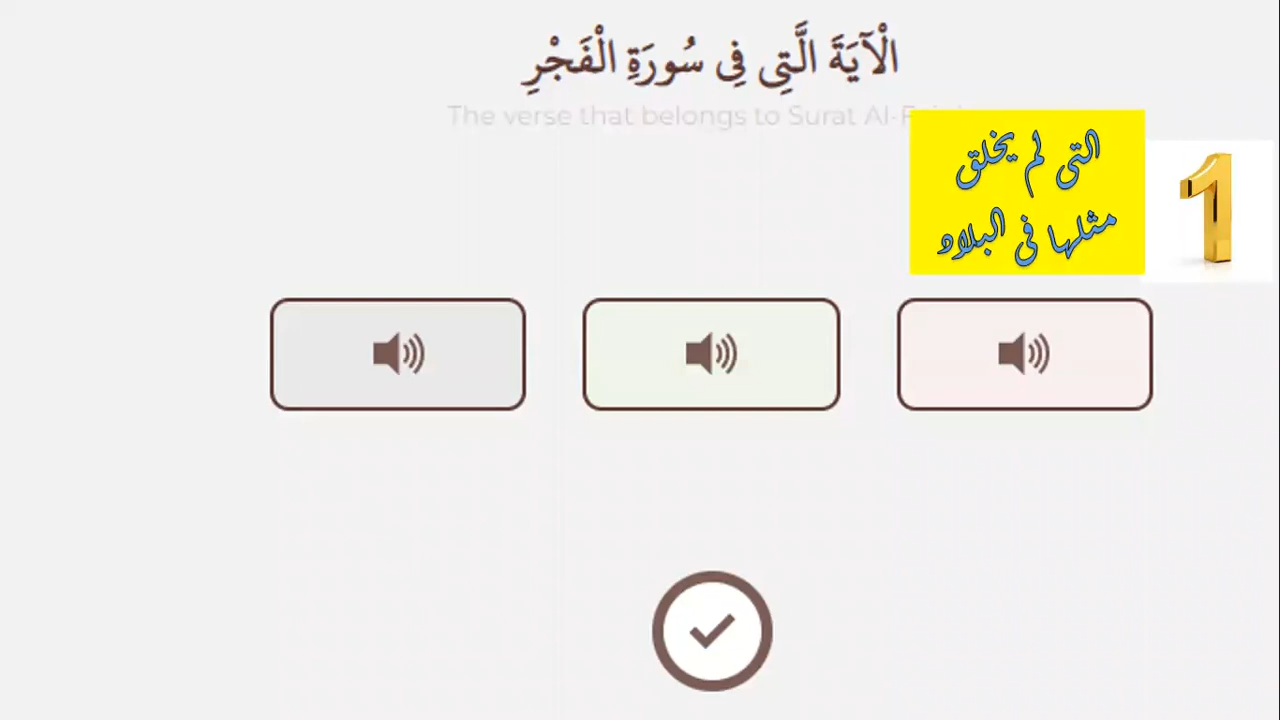 الْآيَةَ الَّتِى فِى سُورَةِ الْفَجْرِ
The verse that belongs to Surat Al-
التى لم يخلق
مثلها فى البلاد
1